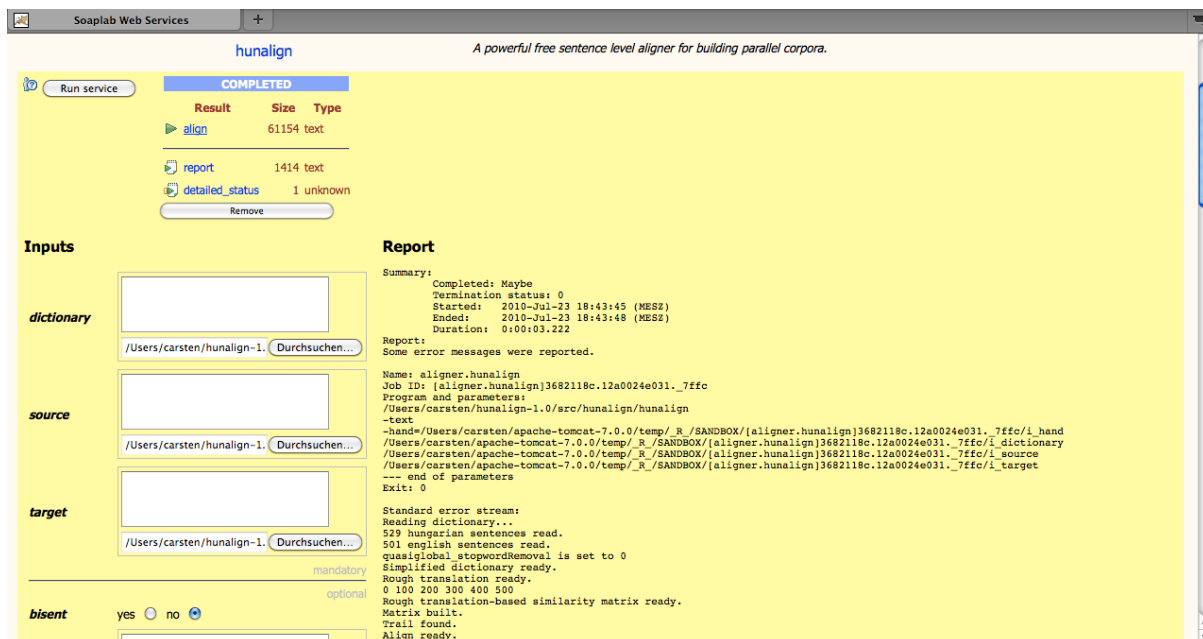 Soaplab Web Services
+
hunalign
A powerful free sentence level aligner for building parallel corpora.
Run service
COMPLETED
Result Size Type
align 61154 text
report 1414 text
detailed_status 1 unknown
Remove
Inputs
dictionary
/Users/carsten/hunalign-1. Durchsuchen...
source
/Users/carsten/hunalign-1. Durchsuchen...
target
/Users/carsten/hunalign-1. Durchsuchen...
mandatory
optional
bisent yes no
Report
Summary:
Completed: Maybe
Termination status: 0
Started: 2010-Jul-23 18:43:45 (MESZ)
Ended: 2010-Jul-23 18:43:48 (MESZ)
Duration: 0:00:03.222
Report:
Some error messages were reported.
Name: aligner.hunalign
Job ID: [aligner.hunalign]3682118c.12a0024e031._7ffc
Program and parameters:
/Users/carsten/hunalign-1.0/src/hunalign/hunalign
-text
-hand=/Users/carsten/apache-tomcat-7.0.0/temp/_R_/SANDBOX/[aligner.hunalign]3682118c.12a0024e031._7ffc/i_hand
/Users/carsten/apache-tomcat-7.0.0/temp/_R_/SANDBOX/[aligner.hunalign]3682118c.12a0024e031._7ffc/i_dictionary
/Users/carsten/apache-tomcat-7.0.0/temp/_R_/SANDBOX/[aligner.hunalign]3682118c.12a0024e031._7ffc/i_source
/Users/carsten/apache-tomcat-7.0.0/temp/_R_/SANDBOX/[aligner.hunalign]3682118c.12a0024e031._7ffc/i_target
--- end of parameters
Exit: 0
Standard error stream:
Reading dictionary...
529 hungarian sentences read.
501 english sentences read.
quasiglobal_stopwordRemoval is set to 0
Simplified dictionary ready.
Rough translation ready.
0 100 200 300 400 500
Rough translation-based similarity matrix ready.
Matrix built.
Trail found.
Align ready.